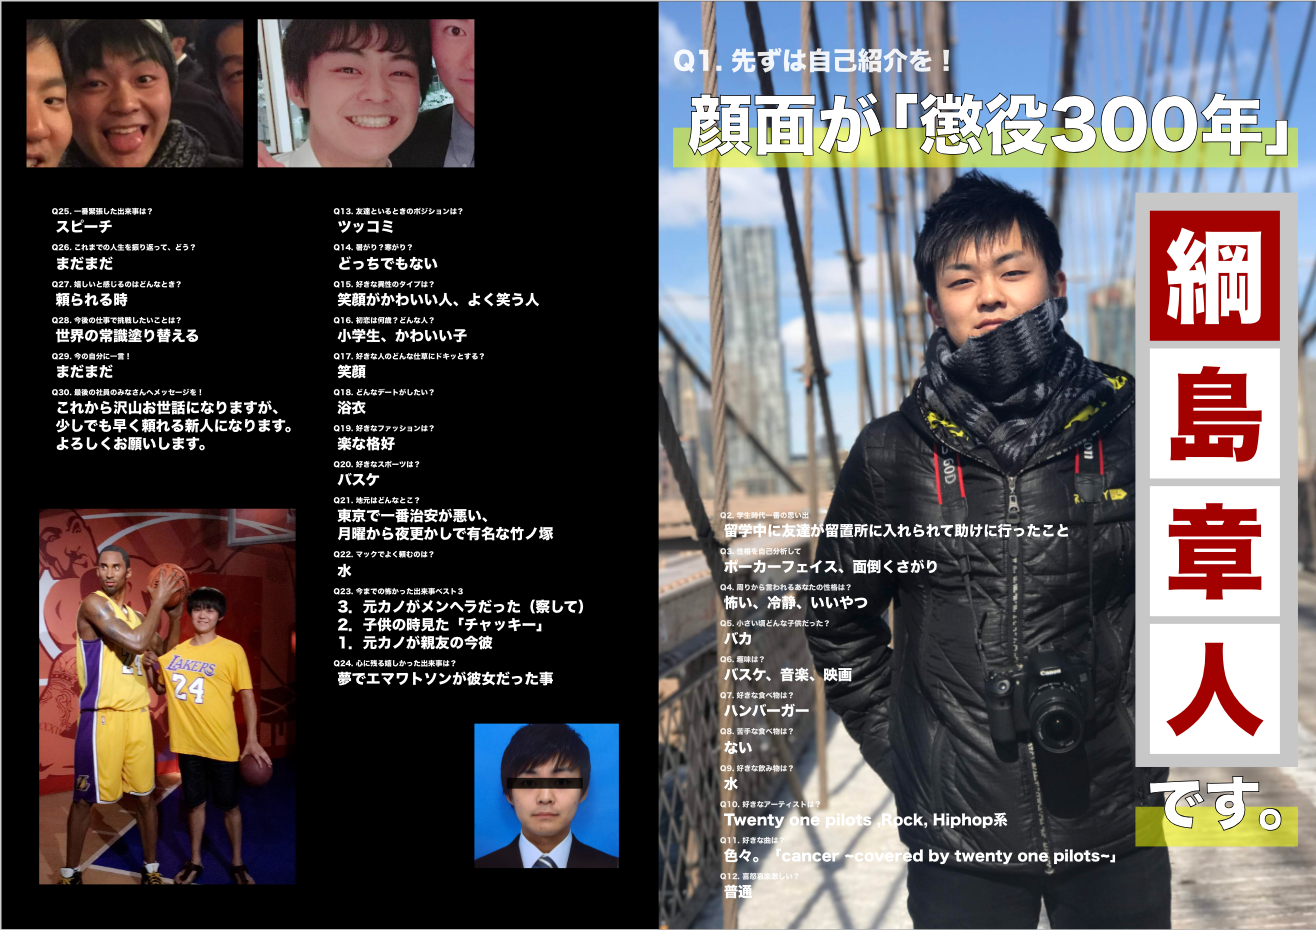 Q1. 先ずは自己紹介を！
顔面が「懲役300年」
綱島章人
です。
Q2. 学生時代一番の思い出
留学中に友達が留置所に入れられて助けに行ったこと
Q3. 性格を自己分析して
ポーカーフェイス、面倒くさがり
Q4. 周りから言われるあなたの性格は？
怖い、冷静、いいやつ
Q5. 小さい頃どんな子供だった？
バカ
Q6. 趣味は？
バスケ、音楽、映画
Q7. 好きな食べ物は？
ハンバーガー
Q8. 苦手な食べ物は？
ない
Q9. 好きな飲み物は？
水
Q10. 好きなアーティストは？
Twenty one pilots ,Rock, Hiphop系
Q11. 好きな曲は？
色々。「cancer ~covered by twenty one pilots~」
Q12. 喜怒哀楽激しい？
普通
Q13. 友達といるときのポジションは？
ツッコミ
Q14. 暑がり？寒がり？
どっちでもない
Q15. 好きな異性のタイプは？
笑顔がかわいい人、よく笑う人
Q16. 初恋は何歳？どんな人？
小学生、かわいい子
Q17. 好きな人のどんな仕草にドキッとする？
笑顔
Q18. どんなデートがしたい？
浴衣
Q19. 好きなファッションは？
楽な格好
Q20. 好きなスポーツは？
バスケ
Q21. 地元はどんなとこ？
東京で一番治安が悪い、
月曜から夜更かしで有名な竹ノ塚
Q22. マックでよく頼むのは？
水
Q23. 今までの怖かった出来事ベスト３
3．元カノがメンヘラだった（察して）
2．子供の時見た「チャッキー」
1．元カノが親友の今彼
Q24. 心に残る嬉しかった出来事は？
夢でエマワトソンが彼女だった事
Q25. 一番緊張した出来事は？
スピーチ
Q26. これまでの人生を振り返って、どう？
まだまだ
Q27. 嬉しいと感じるのはどんなとき？
頼られる時
Q28. 今後の仕事で挑戦したいことは？
世界の常識塗り替える
Q29. 今の自分に一言！
まだまだ
Q30. 最後の社員のみなさんへメッセージを！
これから沢山お世話になりますが、
少しでも早く頼れる新人になります。
よろしくお願いします。
LAKERS
24
24
Canon